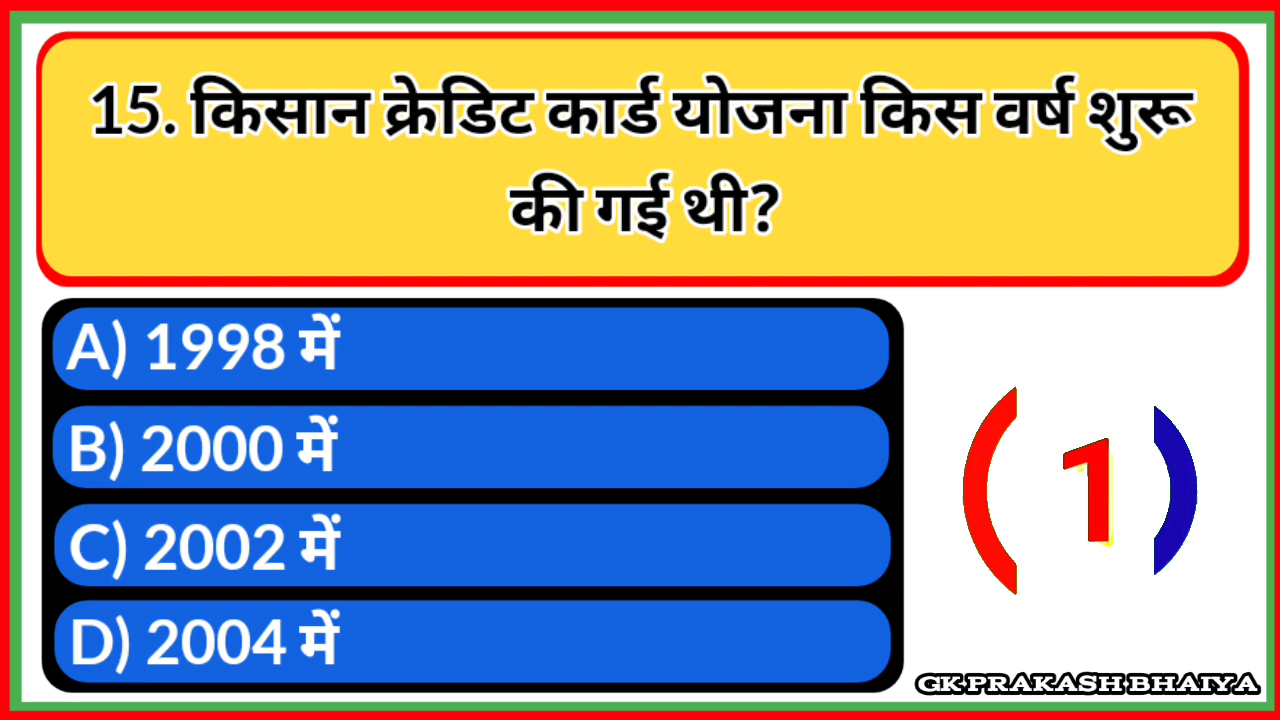 15. किसान क्रेडिट कार्ड योजना किस वर्ष शुरू
की गई थी?
A) 1998 में
B) 2000 में
C) 2002 में
D) 2004 में
1
GK PRAKASH BHAIYA